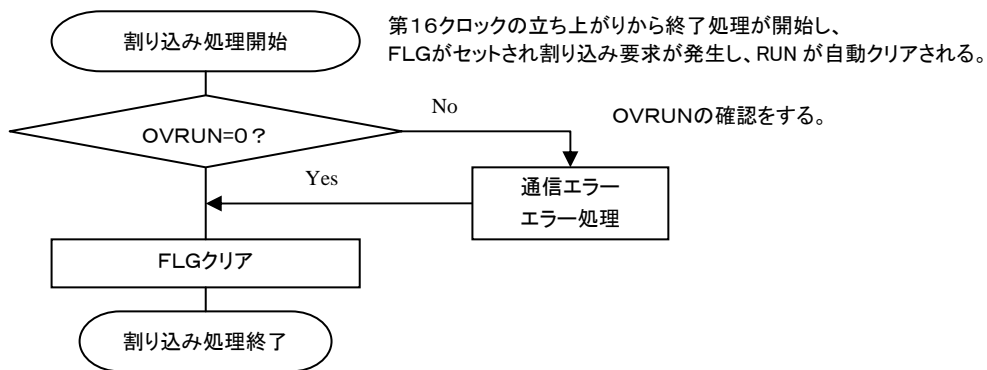 割り込み処理開始
第16クロックの立ち上がりから終了処理が開始し、
FLGがセットされ割り込み要求が発生し、RUN が自動クリアされる。
OVRUN=0?
No
OVRUNの確認をする。
Yes
通信エラー
エラー処理
FLGクリア
割り込み処理終了